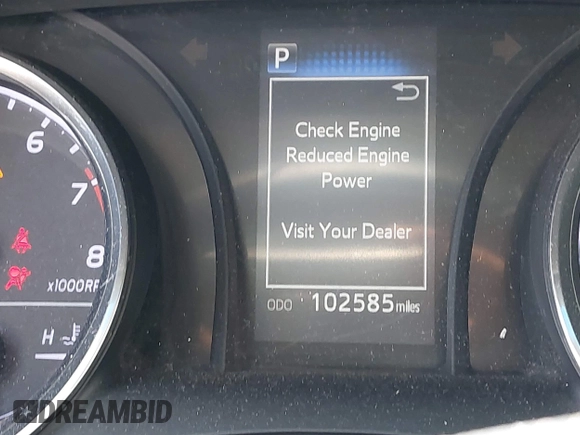 P
Check Engine
Reduced Engine
Power
Visit Your Dealer
ODO 102585 miles
6
7
8
x1000RP
H
DREAMBID